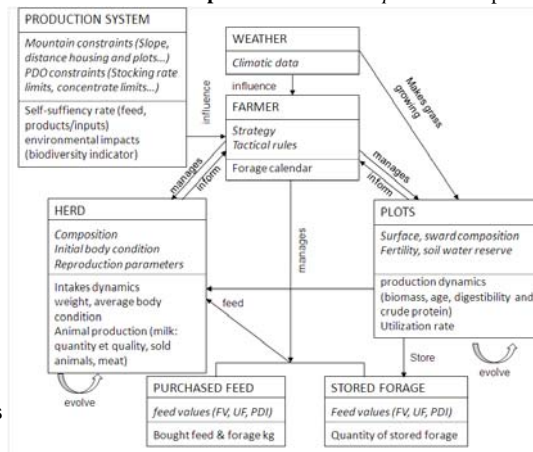 PRODUCTION SYSTEM
Mountain constraints (Slope,
distance housing and plots...)
PDO constraints (Stocking rate
limits, concentrate limits...)
Self-suffiency rate (feed,
products/inputs)
environmental impacts
(biodiversity indicator)
WEATHER
Climatic data
influence
influence
Makes grass
growing
FARMER
Strategy
Tactical rules
Forage calendar
manages
inform
manages
inform
manages
HERD
Composition
Initial body condition
Reproduction parameters
Intakes dynamics
weight, average body
condition
Animal production (milk:
quantity et quality, sold
animals, meat)
evolve
feed
PLOTS
Surface, sward composition
Fertility, soil water reserve
production dynamics
(biomass, age, digestibility and
crude protein)
Utilization rate
evolve
Store
PURCHASED FEED
feed values (FV, UF, PDI)
Bought feed & forage kg
STORED FORAGE
Feed values (FV, UF, PDI)
Quantity of stored forage